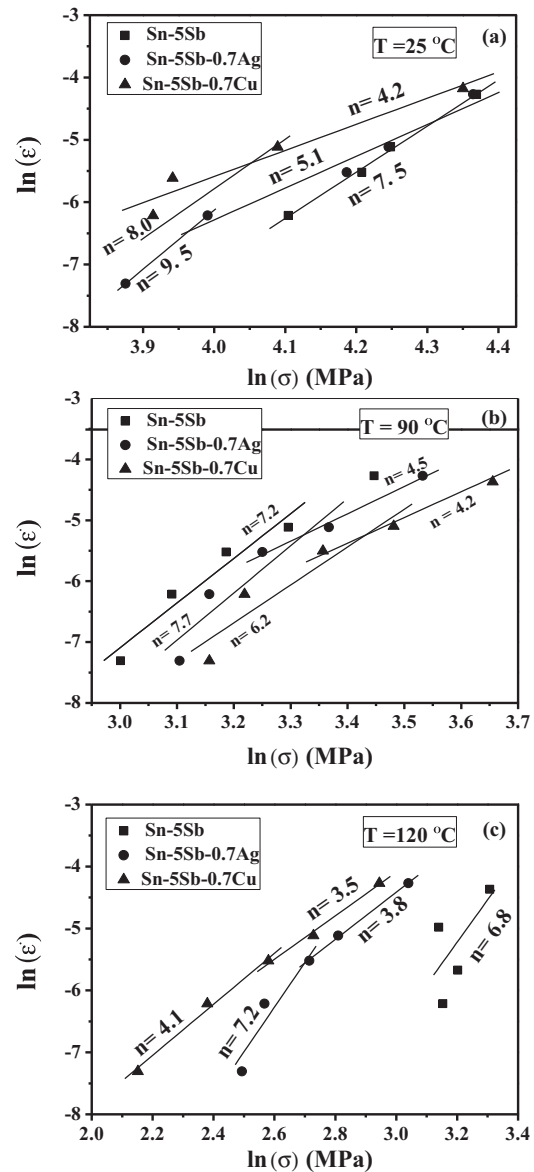 (a)
Sn-5Sb
T =25 °C
Sn-5Sb-0.7Ag
Sn-5Sb-0.7Cu
-3
-4
-5
-6
-7
-8
n= 4.2
n= 5.1
n= 7. 5
n= 8.0
n= 9. 5
ln (ε̇)
3.9 4.0 4.1 4.2 4.3 4.4
ln (σ) (MPa)
(b)
Sn-5Sb
T = 90 °C
Sn-5Sb-0.7Ag
Sn-5Sb-0.7Cu
-3
-4
-5
-6
-7
-8
n=7.2
n= 4.5
n= 4.2
n= 7.7
n= 6.2
ln (ε̇)
3.0 3.1 3.2 3.3 3.4 3.5 3.6 3.7
ln (σ) (MPa)
(c)
Sn-5Sb
T =120 °C
Sn-5Sb-0.7Ag
Sn-5Sb-0.7Cu
-3
-4
-5
-6
-7
-8
n= 3.5
n= 3.8
n= 6.8
n= 4.1
n= 7.2
ln (ε̇)
2.0 2.2 2.4 2.6 2.8 3.0 3.2 3.4
ln (σ) (MPa)